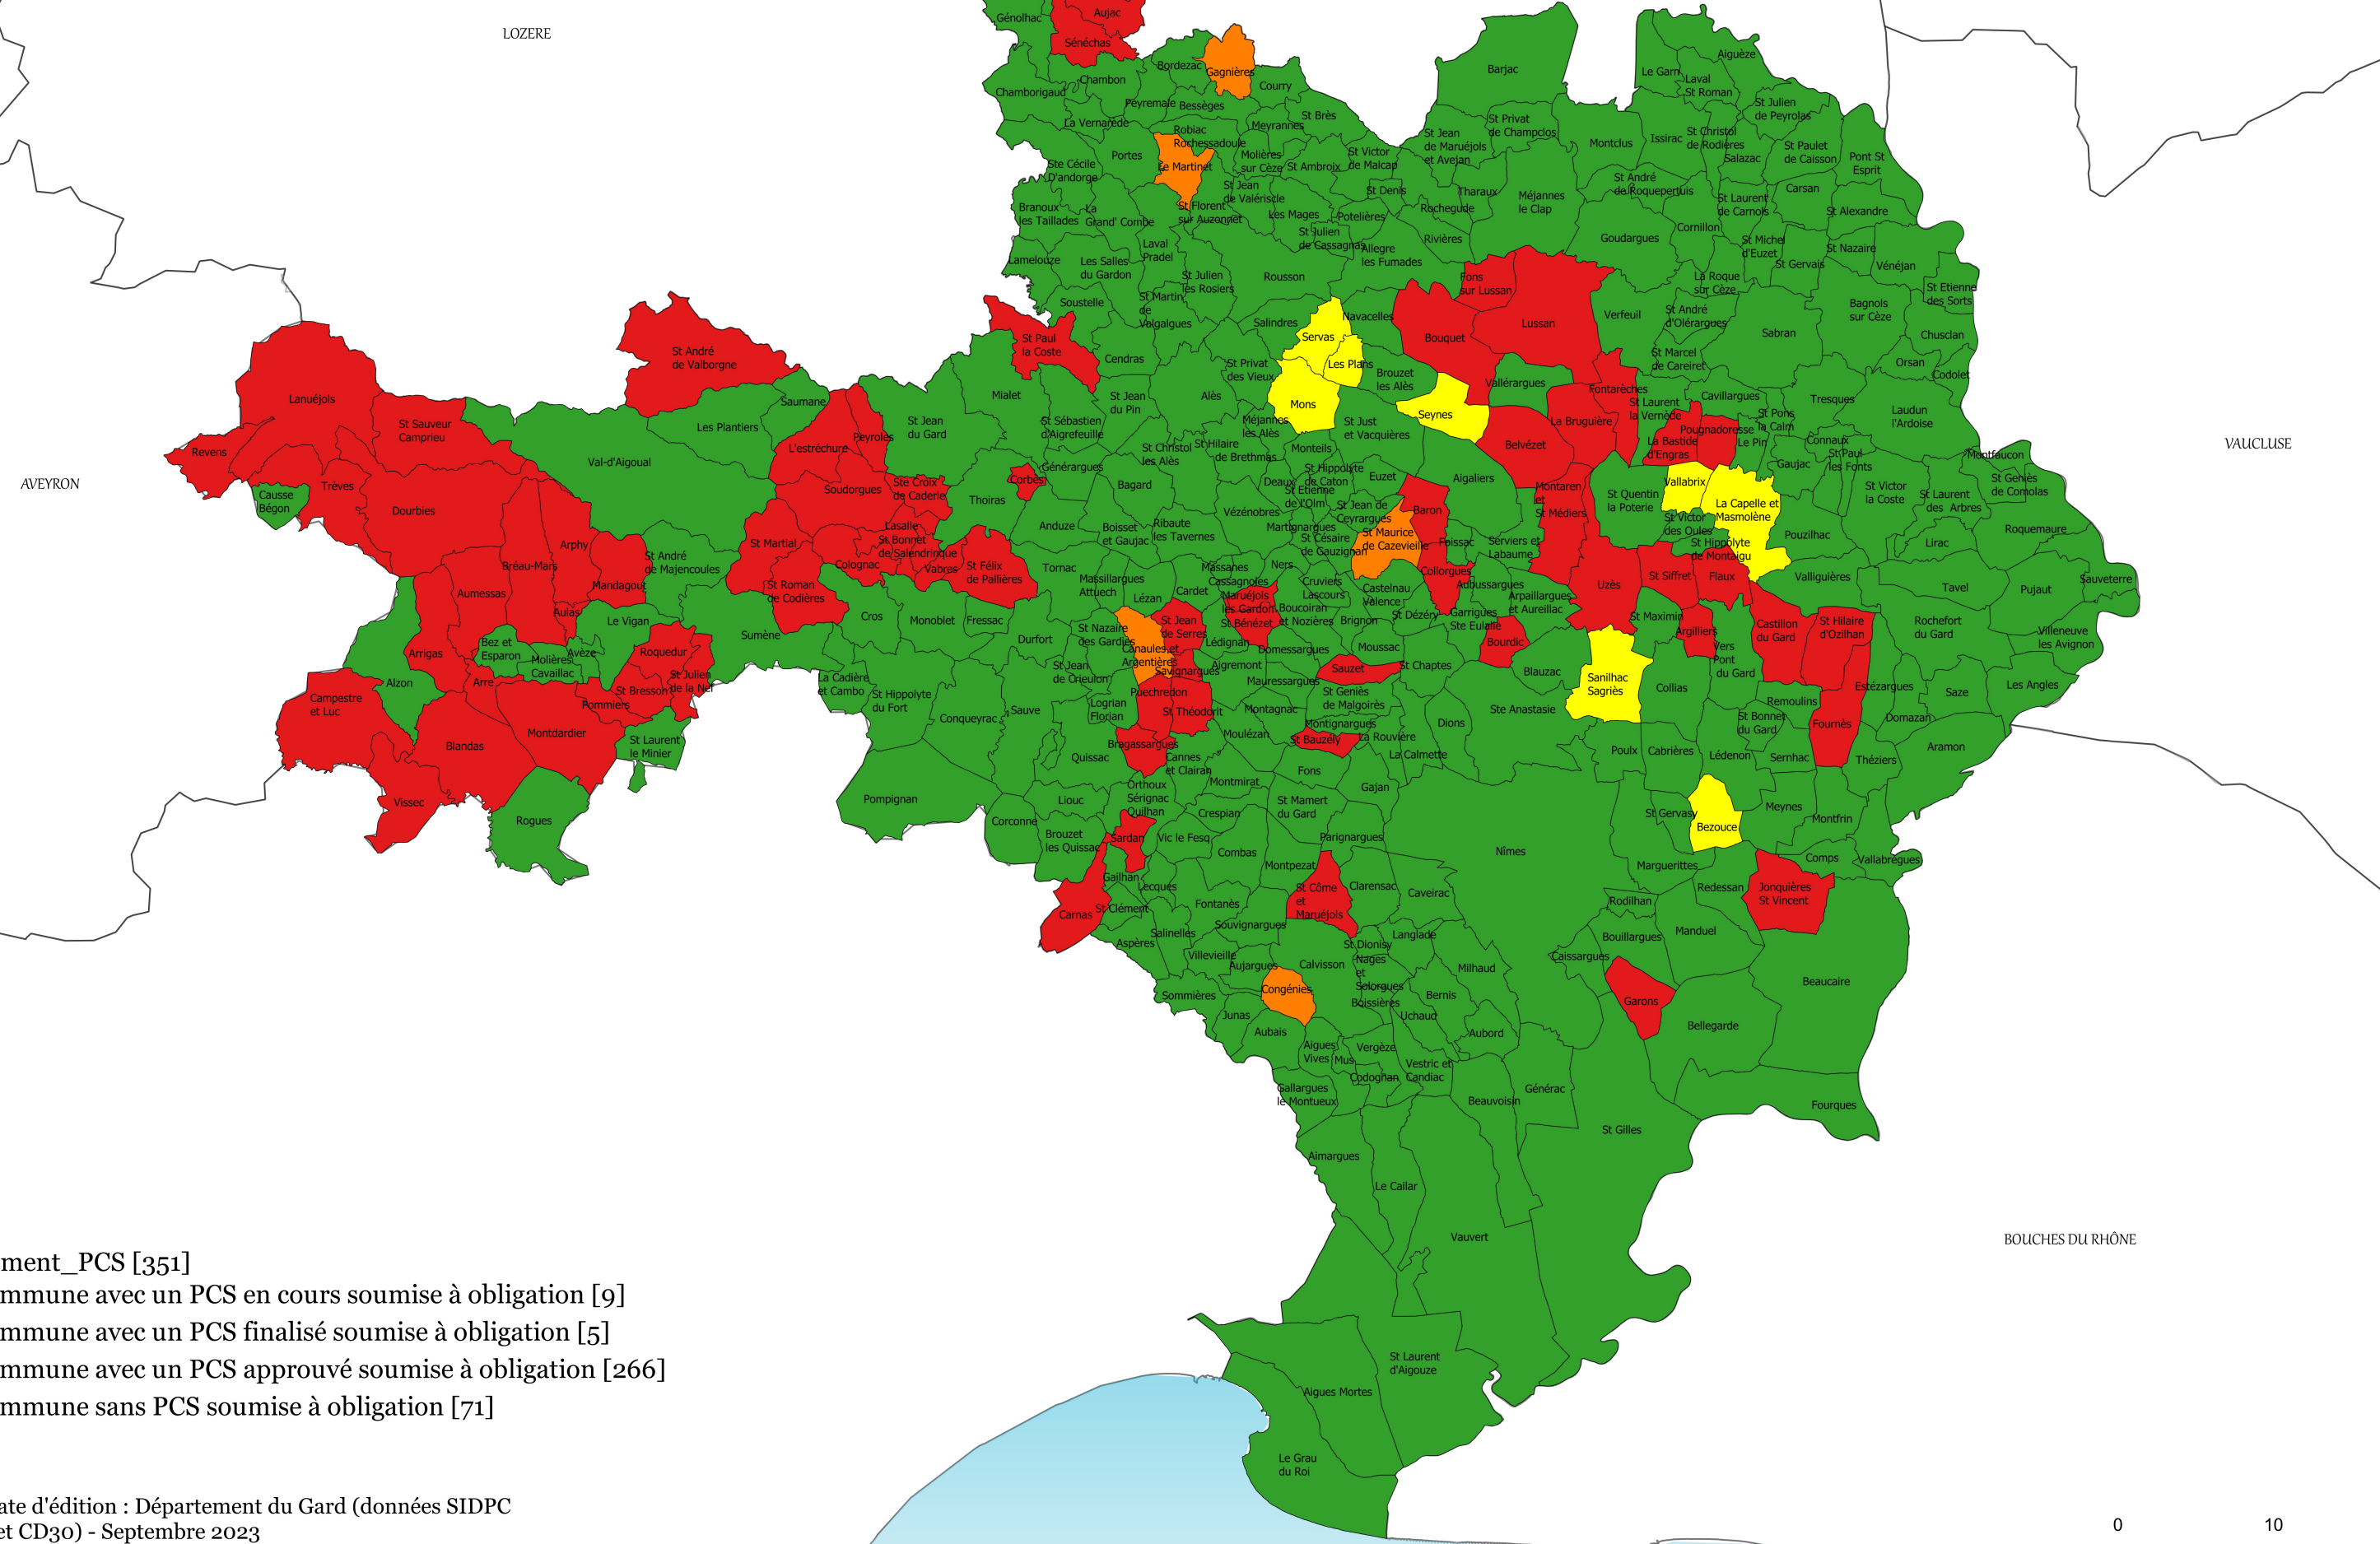 LOZERE
AVEYRON
VAUCLUSE
BOUCHES DU RHÔNE
Génolhac
Aujac
Sénéchas
Bordezac
Gagnières
Chambon
Chamborigaud
Courry
Peyremale
Bessèges
La Vernarède
Meyrannes
St Brès
Robiac
Rochessadoule
Portes
Le Martinet
Molières
sur Cèze
St Ambroix
St Victor
de Malcap
St Jean
de Maruéjols
et Avejan
St Privat
de Champclos
Barjac
Le Garn
Laval
St Roman
Aiguèze
St Julien
de Peyrolas
Montclus
Issirac
St Christol
de Rodières
Salazac
St Paulet
de Caisson
Pont St
Esprit
Ste Cécile
D'andorge
Branoux
les Taillades
La
Grand' Combe
St Florent
sur Auzonnet
St Jean
de Valériscle
Les Mages
St Denis
Potelières
Tharaux
Rochegude
Méjannes
le Clap
St André
de Roquepertuis
St Laurent
de Carnols
Carsan
St Alexandre
Cornillon
Goudargues
Rivières
St Julien
de Cassagnas
Allegre
les Fumades
Laval
Pradel
Lamelouze
Les Salles
du Gardon
St Julien
les Rosiers
Rousson
St Michel
d'Euzet
St Gervais
St Nazaire
Vénéjan
La Roque
sur Cèze
St Etienne
des Sorts
Fons
sur Lussan
Soustelle
St Martin
de
Valgalgues
Salindres
Navacelles
Servas
Bouquet
Lussan
Verfeuil
St André
d'Olérargues
Sabran
Bagnols
sur Cèze
Chusclan
St Paul
la Coste
Cendras
Les Plans
St Privat
des Vieux
Brouzet
les Alès
Vallérargues
Fontarèches
St Marcel
de Careiret
Orsan
Codolet
St André
de Valborgne
Lanuéjols
St Sauveur
Camprieu
Saumane
Les Plantiers
Peyroles
L'estréchure
St Jean
du Gard
Mialet
St Sébastien
d'Aigrefeuille
St Jean
du Pin
Alès
Mons
Méjannes
les Alès
St Just
et Vacquières
Seynes
Belvézet
La Bruguière
St Laurent
la Vernède
Cavillargues
Pougnadoresse
La Bastide
d'Engras
Le Pin
St Pons
la Calm
Tresques
Laudun
l'Ardoise
Connaux
St Paul
les Fonts
Gaujac
Montfaucon
Revens
Val-d'Aigoual
Trèves
Causse
Bégon
Dourbies
Soudorgues
Ste Croix
de Caderle
Corbès
Générargues
Thoiras
Bagard
St Christol
les Alès
St Hilaire
de Brethmas
Monteils
St Hippolyte
de Caton
Deaux
St Etienne
de l'Olm
Euzet
Aigaliers
Montaren
et
St Médiers
St Quentin
la Poterie
Vallabrix
La Capelle et
Masmolène
St Victor
des Oules
St Hippolyte
de Montaigu
Pouzilhac
St Victor
la Coste
St Laurent
des Arbres
St Geniès
de Comolas
Roquemaure
Lirac
Anduze
Boisset
et Gaujac
Ribaute
les Tavernes
Vézénobres
Martignargues
St Jean de
Ceyrargues
Baron
St Maurice
de Cazevieille
St Césaire
de Gauzignan
Foissac
Serviers et
Labaume
Arphy
Bréau-Mars
Mandagout
St André
de Majencoules
St Martial
Lasalle
St Bonnet
de Salendrinque
Colognac
Vabres
St Félix
de Pallières
Tornac
Massillargues
Attuech
Massanes
Cassagnoles
Ners
Cruviers
Lascours
Collorgues
Aubussargues
Castelnau
Valence
Arpaillargues
et Aureillac
Uzès
St Siffret
Flaux
Valliguières
Tavel
Pujaut
Sauveterre
Aumessas
Aulas
Le Vigan
St Roman
de Codières
Sumène
Cros
Monoblet
Fressac
Durfort
Lézan
Cardet
Maruéjols
les Gardon
St Bénézet
Boucoiran
et Nozières
Brignon
St Dézéry
Garrigues
Ste Eulalie
Bourdic
St Maximin
Argilliers
Vers
Pont
du Gard
Castillon
du Gard
St Hilaire
d'Ozilhan
Rochefort
du Gard
Villeneuve
les Avignon
Bez et
Esparon
Molières
Cavaillac
Avèze
Roquedur
Arrigas
Arre
Alzon
St Bresson
St Julien
de la Nef
Pommiers
Campestre
et Luc
Blandas
Montdardier
St Laurent
le Minier
Vissec
Rogues
St Nazaire
des Gardies
St Jean
de Serres
Canaules et
Argentières
Savignargues
Lédignan
Aigremont
Domessargues
Mauressargues
Moussac
Sauzet
St Chaptes
Blauzac
Sanilhac
Sagriès
Collias
Remoulins
Estézargues
Saze
Les Angles
Domazan
Fournès
St Bonnet
du Gard
La Cadière
et Cambo
St Hippolyte
du Fort
Conqueyrac
Sauve
St Jean
de Crieulon
Logrian
Florian
Puechredon
St Théodorit
Montagnac
St Geniès
de Malgoirès
Montignargues
Dions
Ste Anastasie
Moulézan
St Bauzély
La Rouvière
La Calmette
Bragassargues
Quissac
Cannes
et Clairan
Fons
Poulx
Cabrières
Lédenon
Sernhac
Théziers
Aramon
Pompignan
Corconne
Liouc
Orthoux
Sérignac
Quilhan
Montmirat
Crespian
St Mamert
du Gard
Gajan
Parignargues
Nîmes
St Gervasy
Bezouce
Meynes
Montfrin
Brouzet
les Quissac
Sardan
Vic le Fesq
Combas
Montpezat
Marguerittes
Comps
Vallabrègues
Redessan
Jonquières
St Vincent
Gailhan
Lecques
Carnas
St Clément
Fontanès
Souvignargues
St Côme
et
Maruéjols
Clarensac
Caveirac
Rodilhan
Manduel
Bouillargues
Caissargues
Aspères
Salinelles
Villevieille
Aujargues
Calvisson
St Dionisy
Langlade
Nages
et
Solorgues
Boissières
Milhaud
Bernis
Garons
Beaucaire
Bellegarde
Sommières
Congénies
Junas
Aubais
Uchaud
Aubord
Aigues
Vives
Mus
Vergèze
Codognan
Vestric et
Candiac
Gallargues
le Montueux
Beauvoisin
Générac
Fourques
St Gilles
Aimargues
Le Cailar
Vauvert
St Laurent
d'Aigouze
Aigues Mortes
Le Grau
du Roi
ment_PCS [351]
mmune avec un PCS en cours soumise à obligation [9]
mmune avec un PCS finalisé soumise à obligation [5]
mmune avec un PCS approuvé soumise à obligation [266]
mmune sans PCS soumise à obligation [71]
ate d'édition : Département du Gard (données SIDPC
et CD30) - Septembre 2023
0
10